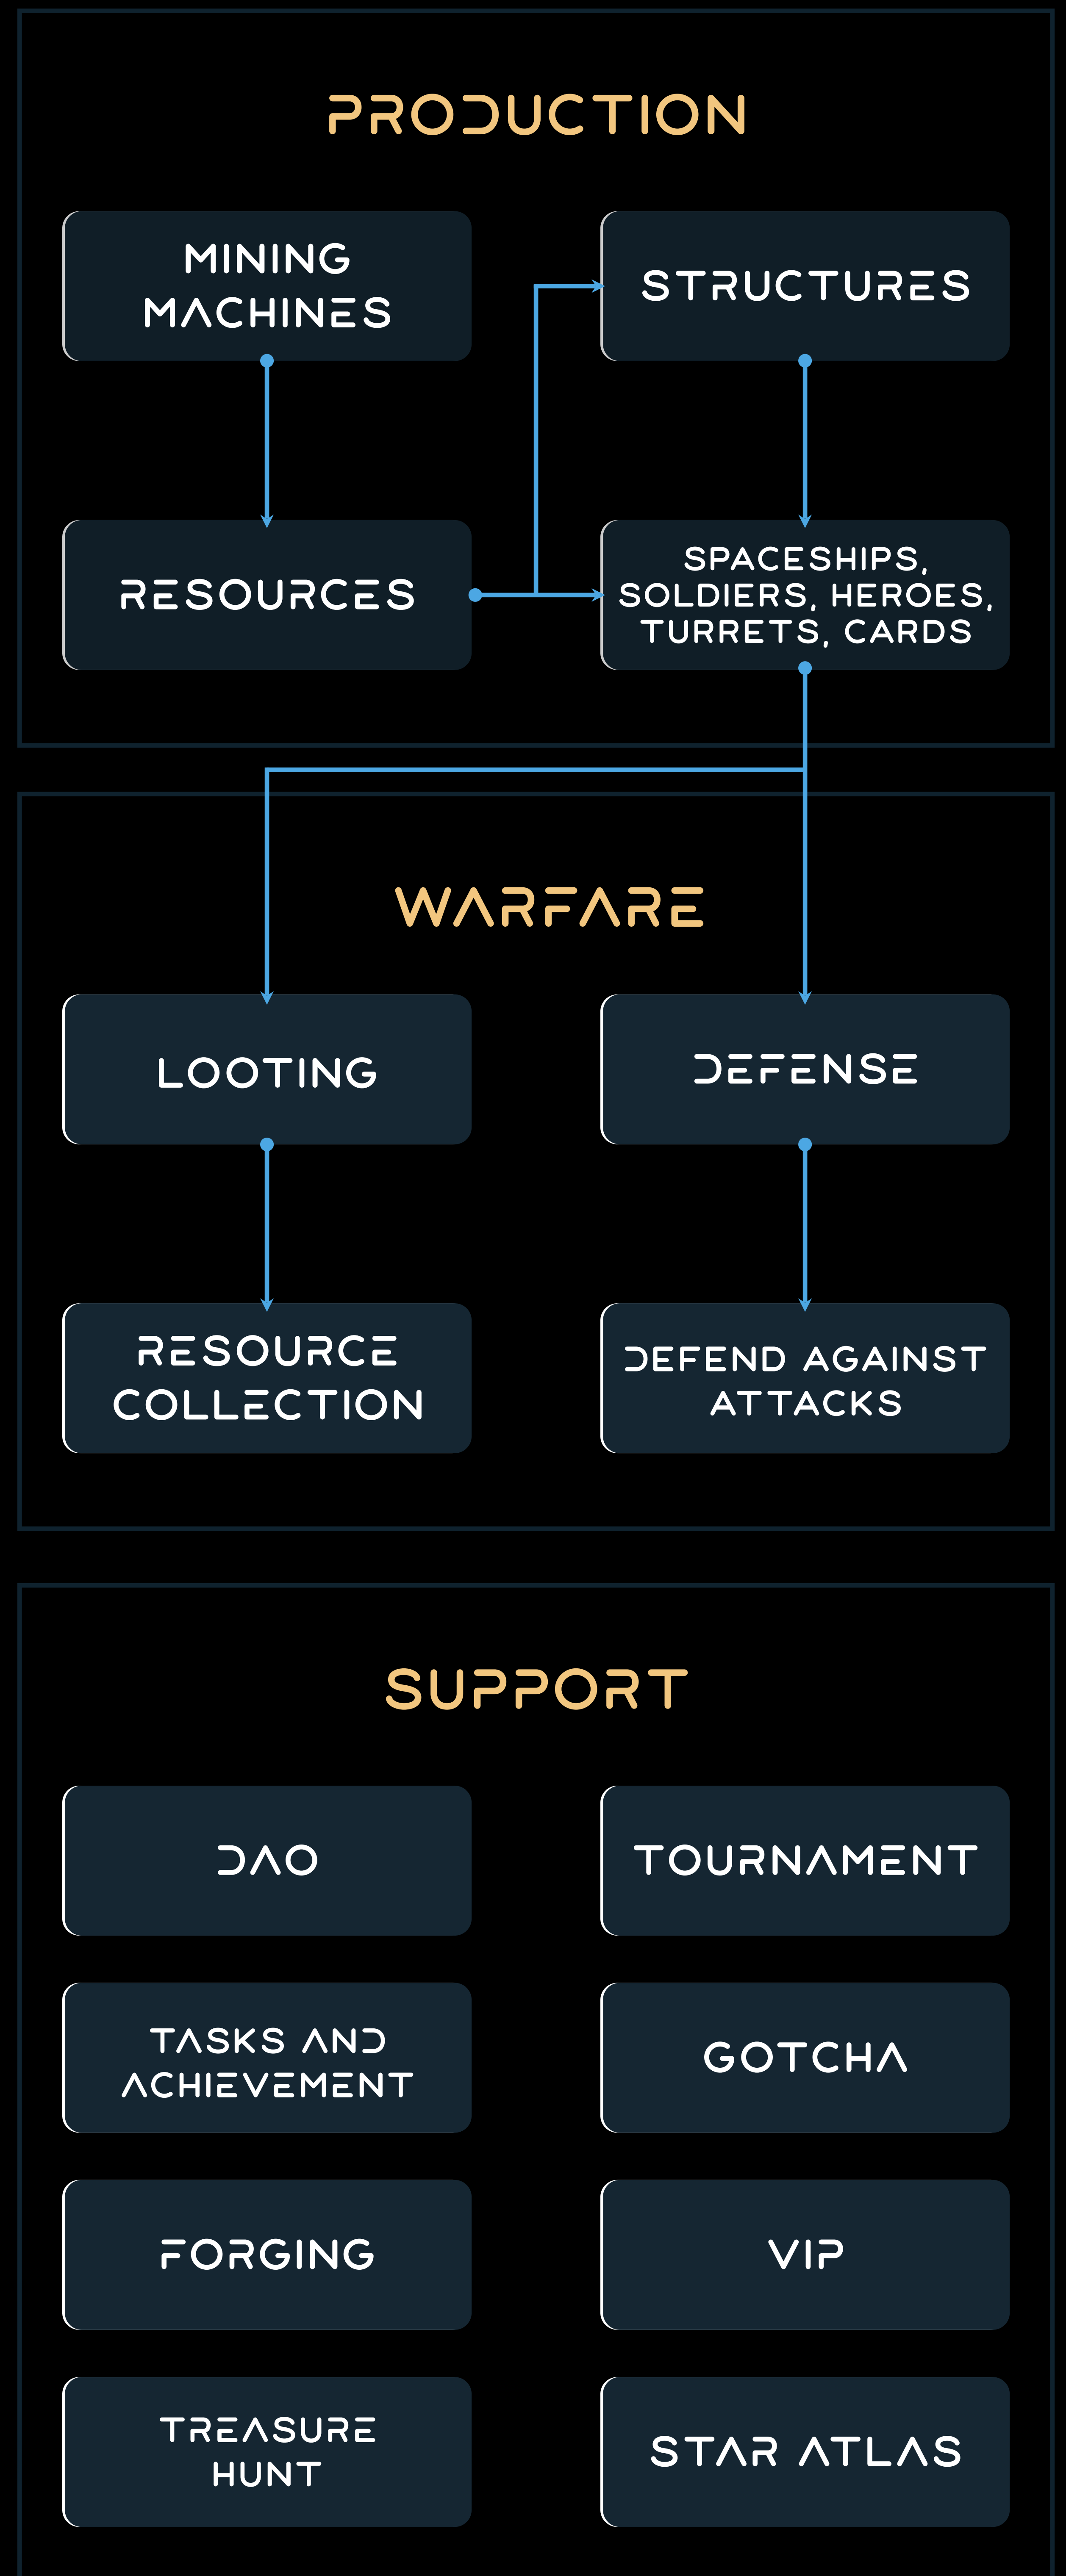 PRODUCTION
MINING
MACHINES
STRUCTURES
RESOURCES
SPACESHIPS,
SOLDIERS, HEROES,
TURRETS, CARDS
WARFARE
LOOTING
DEFENSE
RESOURCE
COLLECTION
DEFEND AGAINST
ATTACKS
SUPPORT
DAO
TOURNAMENT
TASKS AND
ACHIEVEMENT
GOTCHA
FORGING
VIP
TREASURE
HUNT
STAR ATLAS